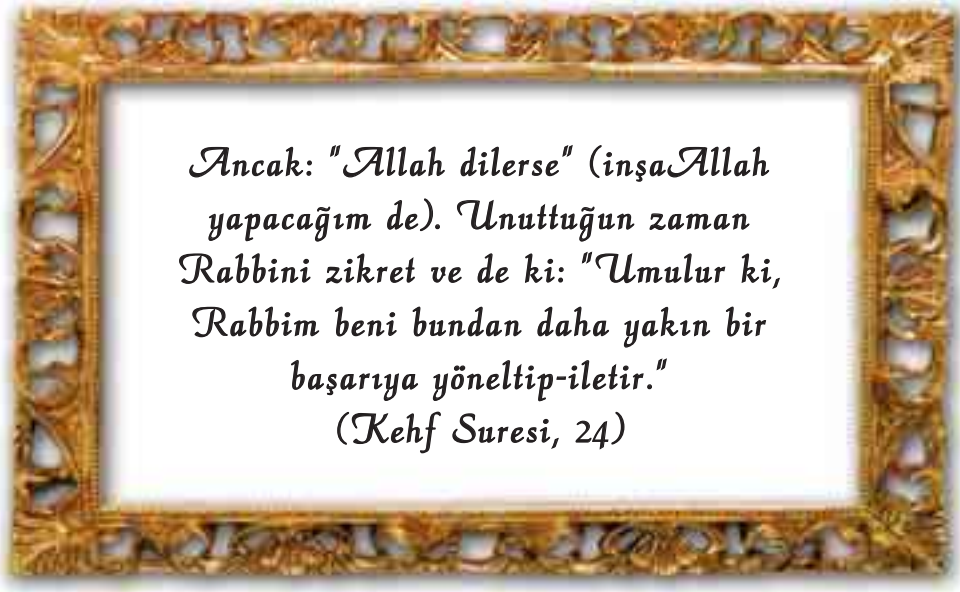 Ancak: "Allah dilerse" (inşaAllah
yapacağım de). Unuttuğun zaman
Rabbini zikret ve de ki: "Umulur ki,
Rabbim beni bundan daha yakın bir
başarıya yöneltip-iletir."
(Kehf Suresi, 24)